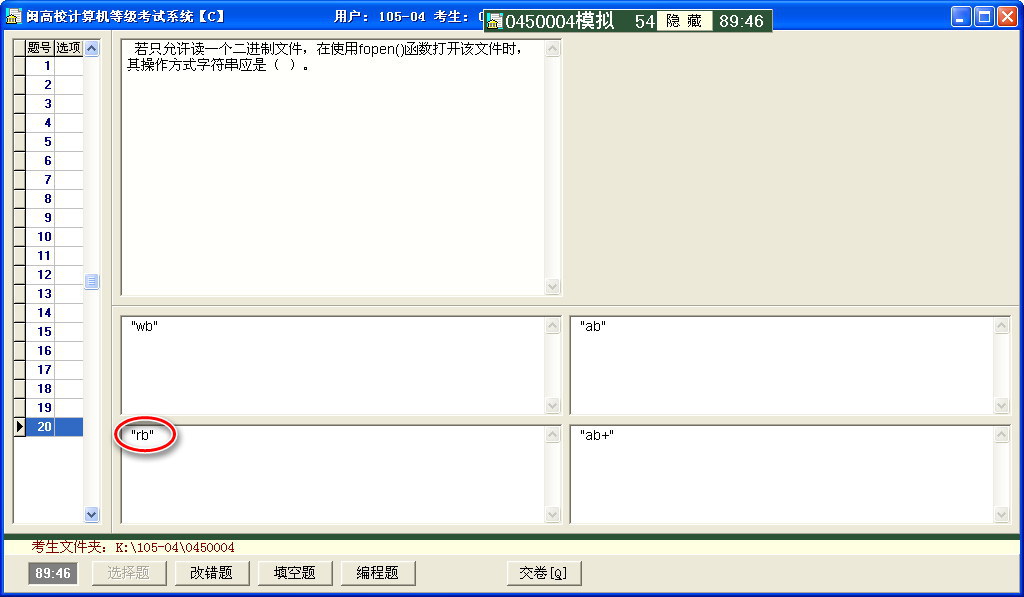 闽高校计算机等级考试系统【C】 用户: 105-04 考生:
0450004模拟 54 隐 藏 89:46
题号 选项
若只允许读一个二进制文件，在使用fopen()函数打开该文件时，
其操作方式字符串应是（ ）。
1
2
3
4
5
6
7
8
9
10
11
12
13
14
15
16
17
18
19
20
"wb"
"ab"
"rb"
"ab+"
考生文件夹: K:\105-04\0450004
89:46 选择题 改错题 填空题 编程题 交卷[Q]